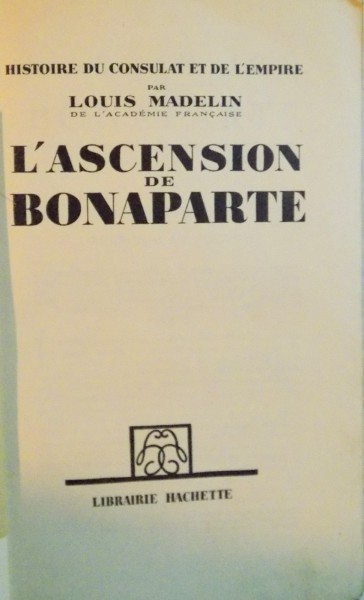 HISTOIRE DU CONSULAT ET DE L'EMPIRE
PAR
LOUIS MADELIN
DE L'ACADÉMIE FRANÇAISE
L'ASCENSION
DE
BONAPARTE
LIBRAIRIE HACHETTE